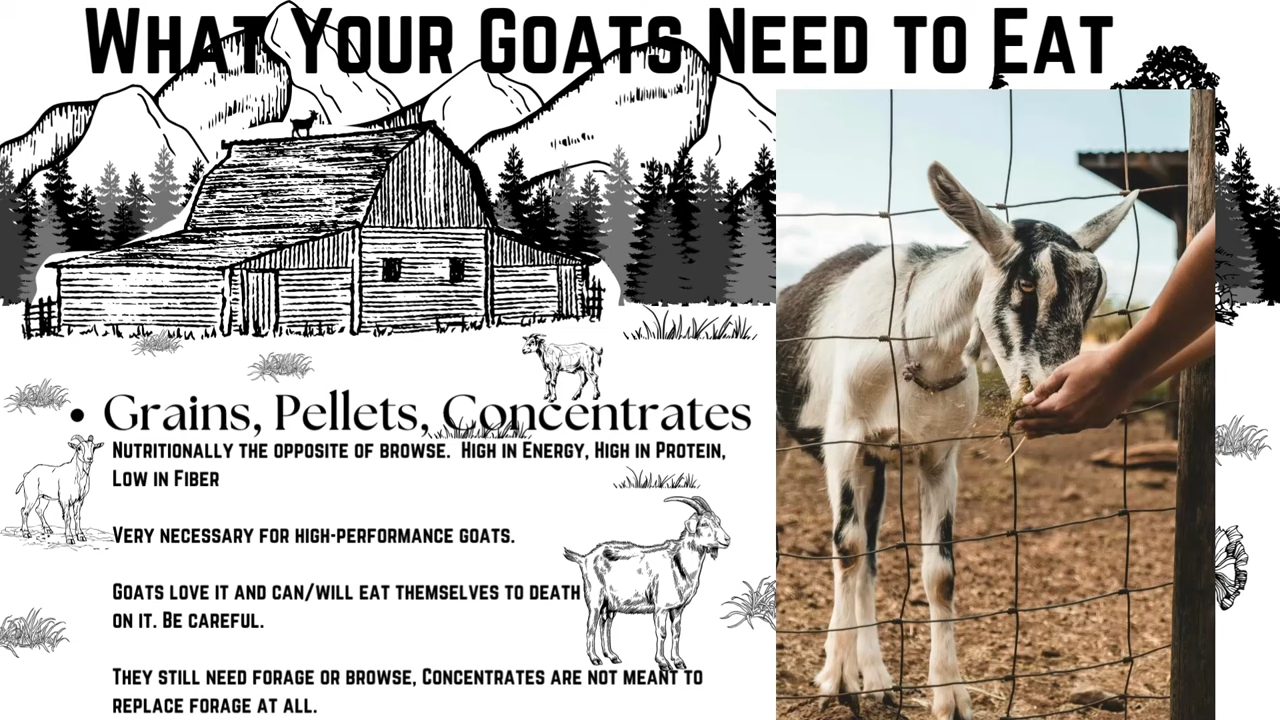 What Your Goats Need to Eat
• Grains, Pellets, Concentrates
Nutritionally the opposite of browse. High in Energy, High in Protein,
Low in Fiber
Very necessary for high-performance goats.
Goats love it and can/will eat themselves to death
on it. Be careful.
They still need forage or browse, Concentrates are not meant to
replace forage at all.